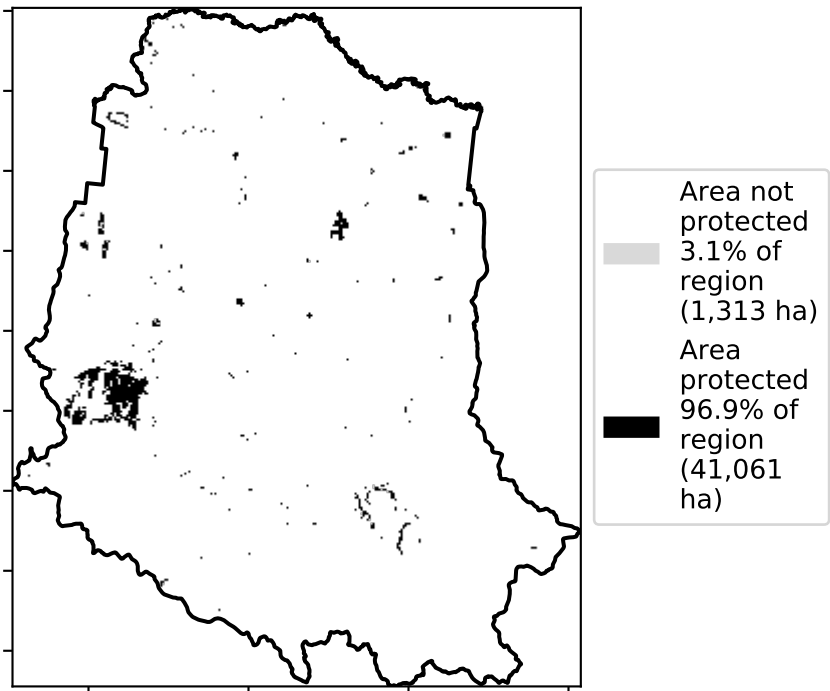 Area not
protected
3.1% of
region
(1,313 ha)
Area
protected
96.9% of
region
(41,061
ha)